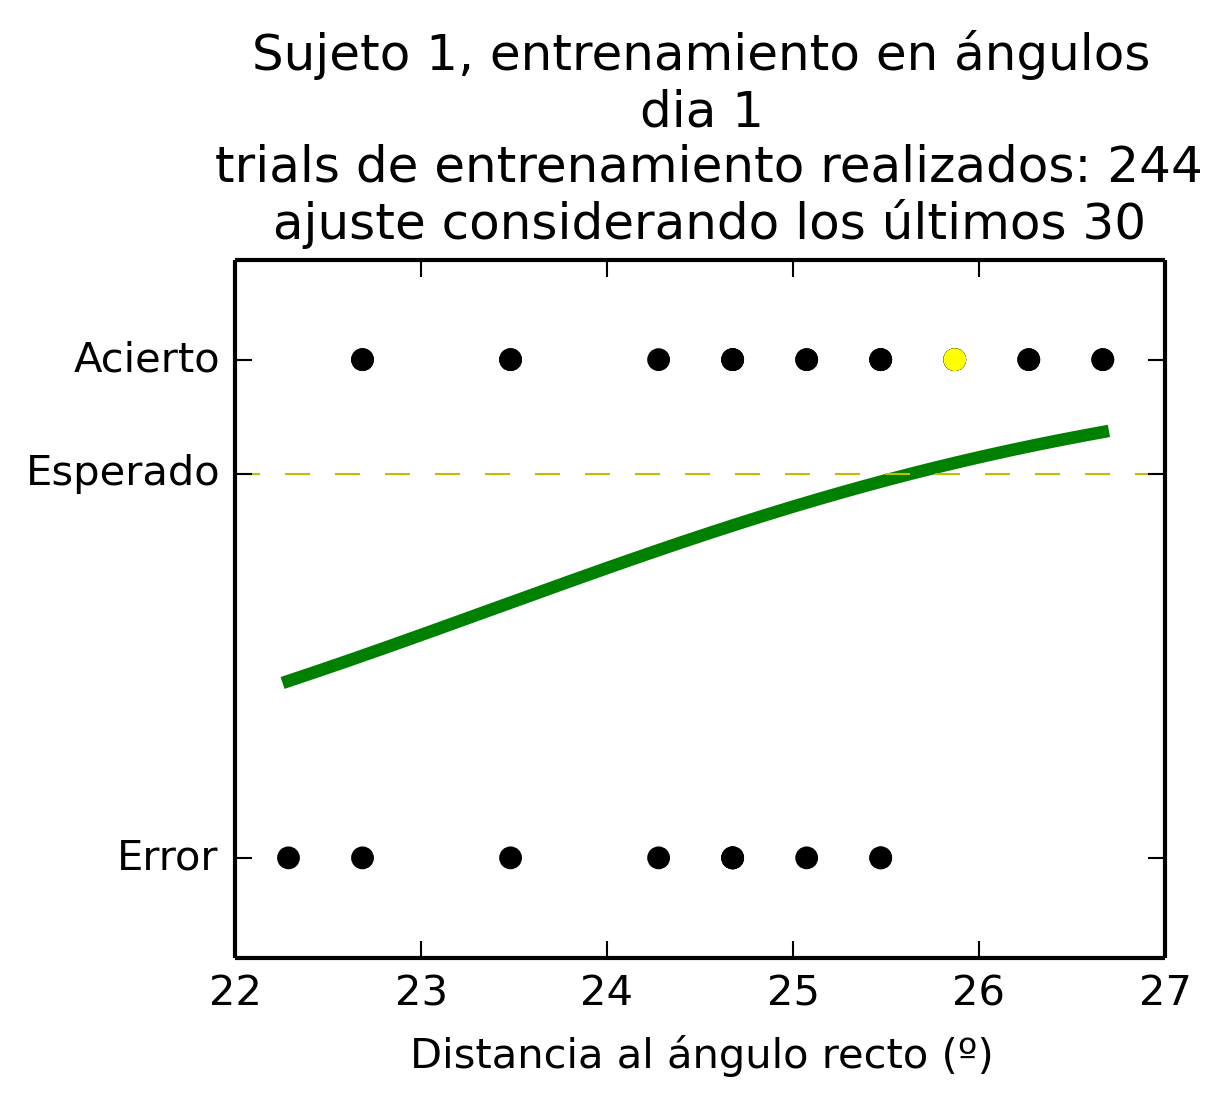 Sujeto 1, entrenamiento en ángulos
dia 1
trials de entrenamiento realizados: 244
ajuste considerando los últimos 30
Acierto
Esperado
Error
22 23 24 25 26 27
Distancia al ángulo recto (º)